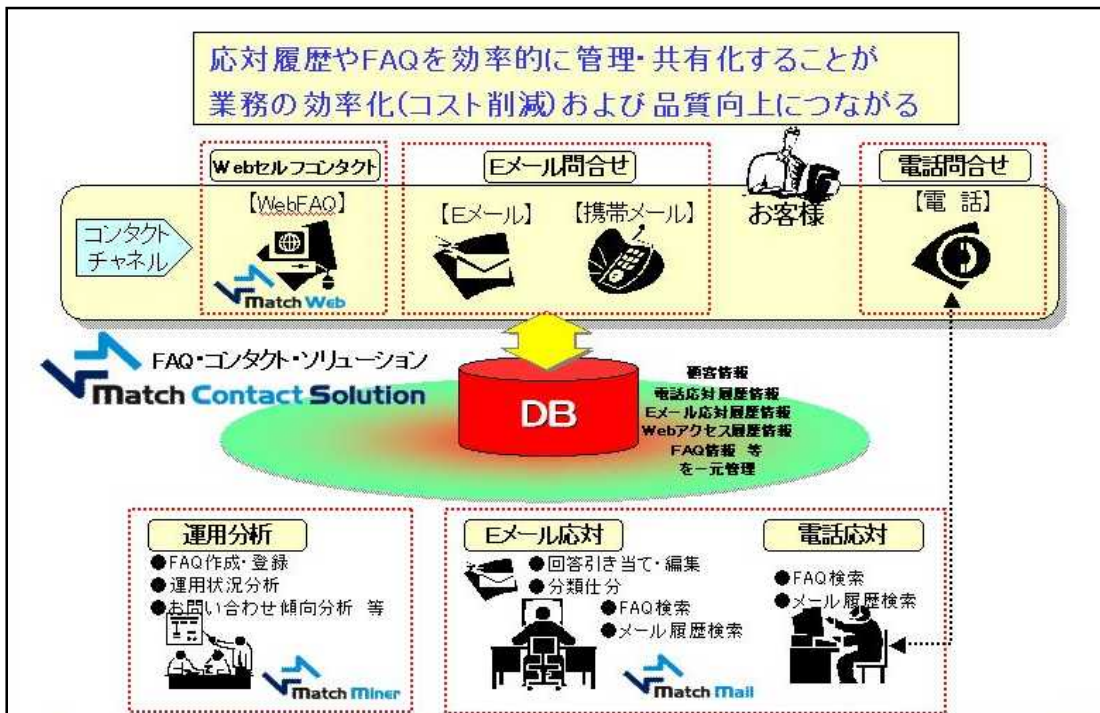 応対履歴やFAQを効率的に管理・共有化することが
業務の効率化(コスト削減)および品質向上につながる
Webセルフコンタクト
Eメール問合せ
電話問合せ
コンタクト
チャネル
【WebFAQ】
【Eメール】
【携帯メール】
お客様
【電 話】
Match Web
FAQ・コンタクト・ソリューション
Match Contact Solution
DB
顧客情報
電話応対履歴情報
Eメール応対履歴情報
Webアクセス履歴情報
FAQ情報 等
を一元管理
運用分析
●FAQ作成・登録
●運用状況分析
●お問い合わせ傾向分析 等
Match Miner
Eメール応対
●回答引き当て・編集
●分類仕分
●FAQ検索
●メール履歴検索
Match Mail
電話応対
●FAQ検索
●メール履歴検索